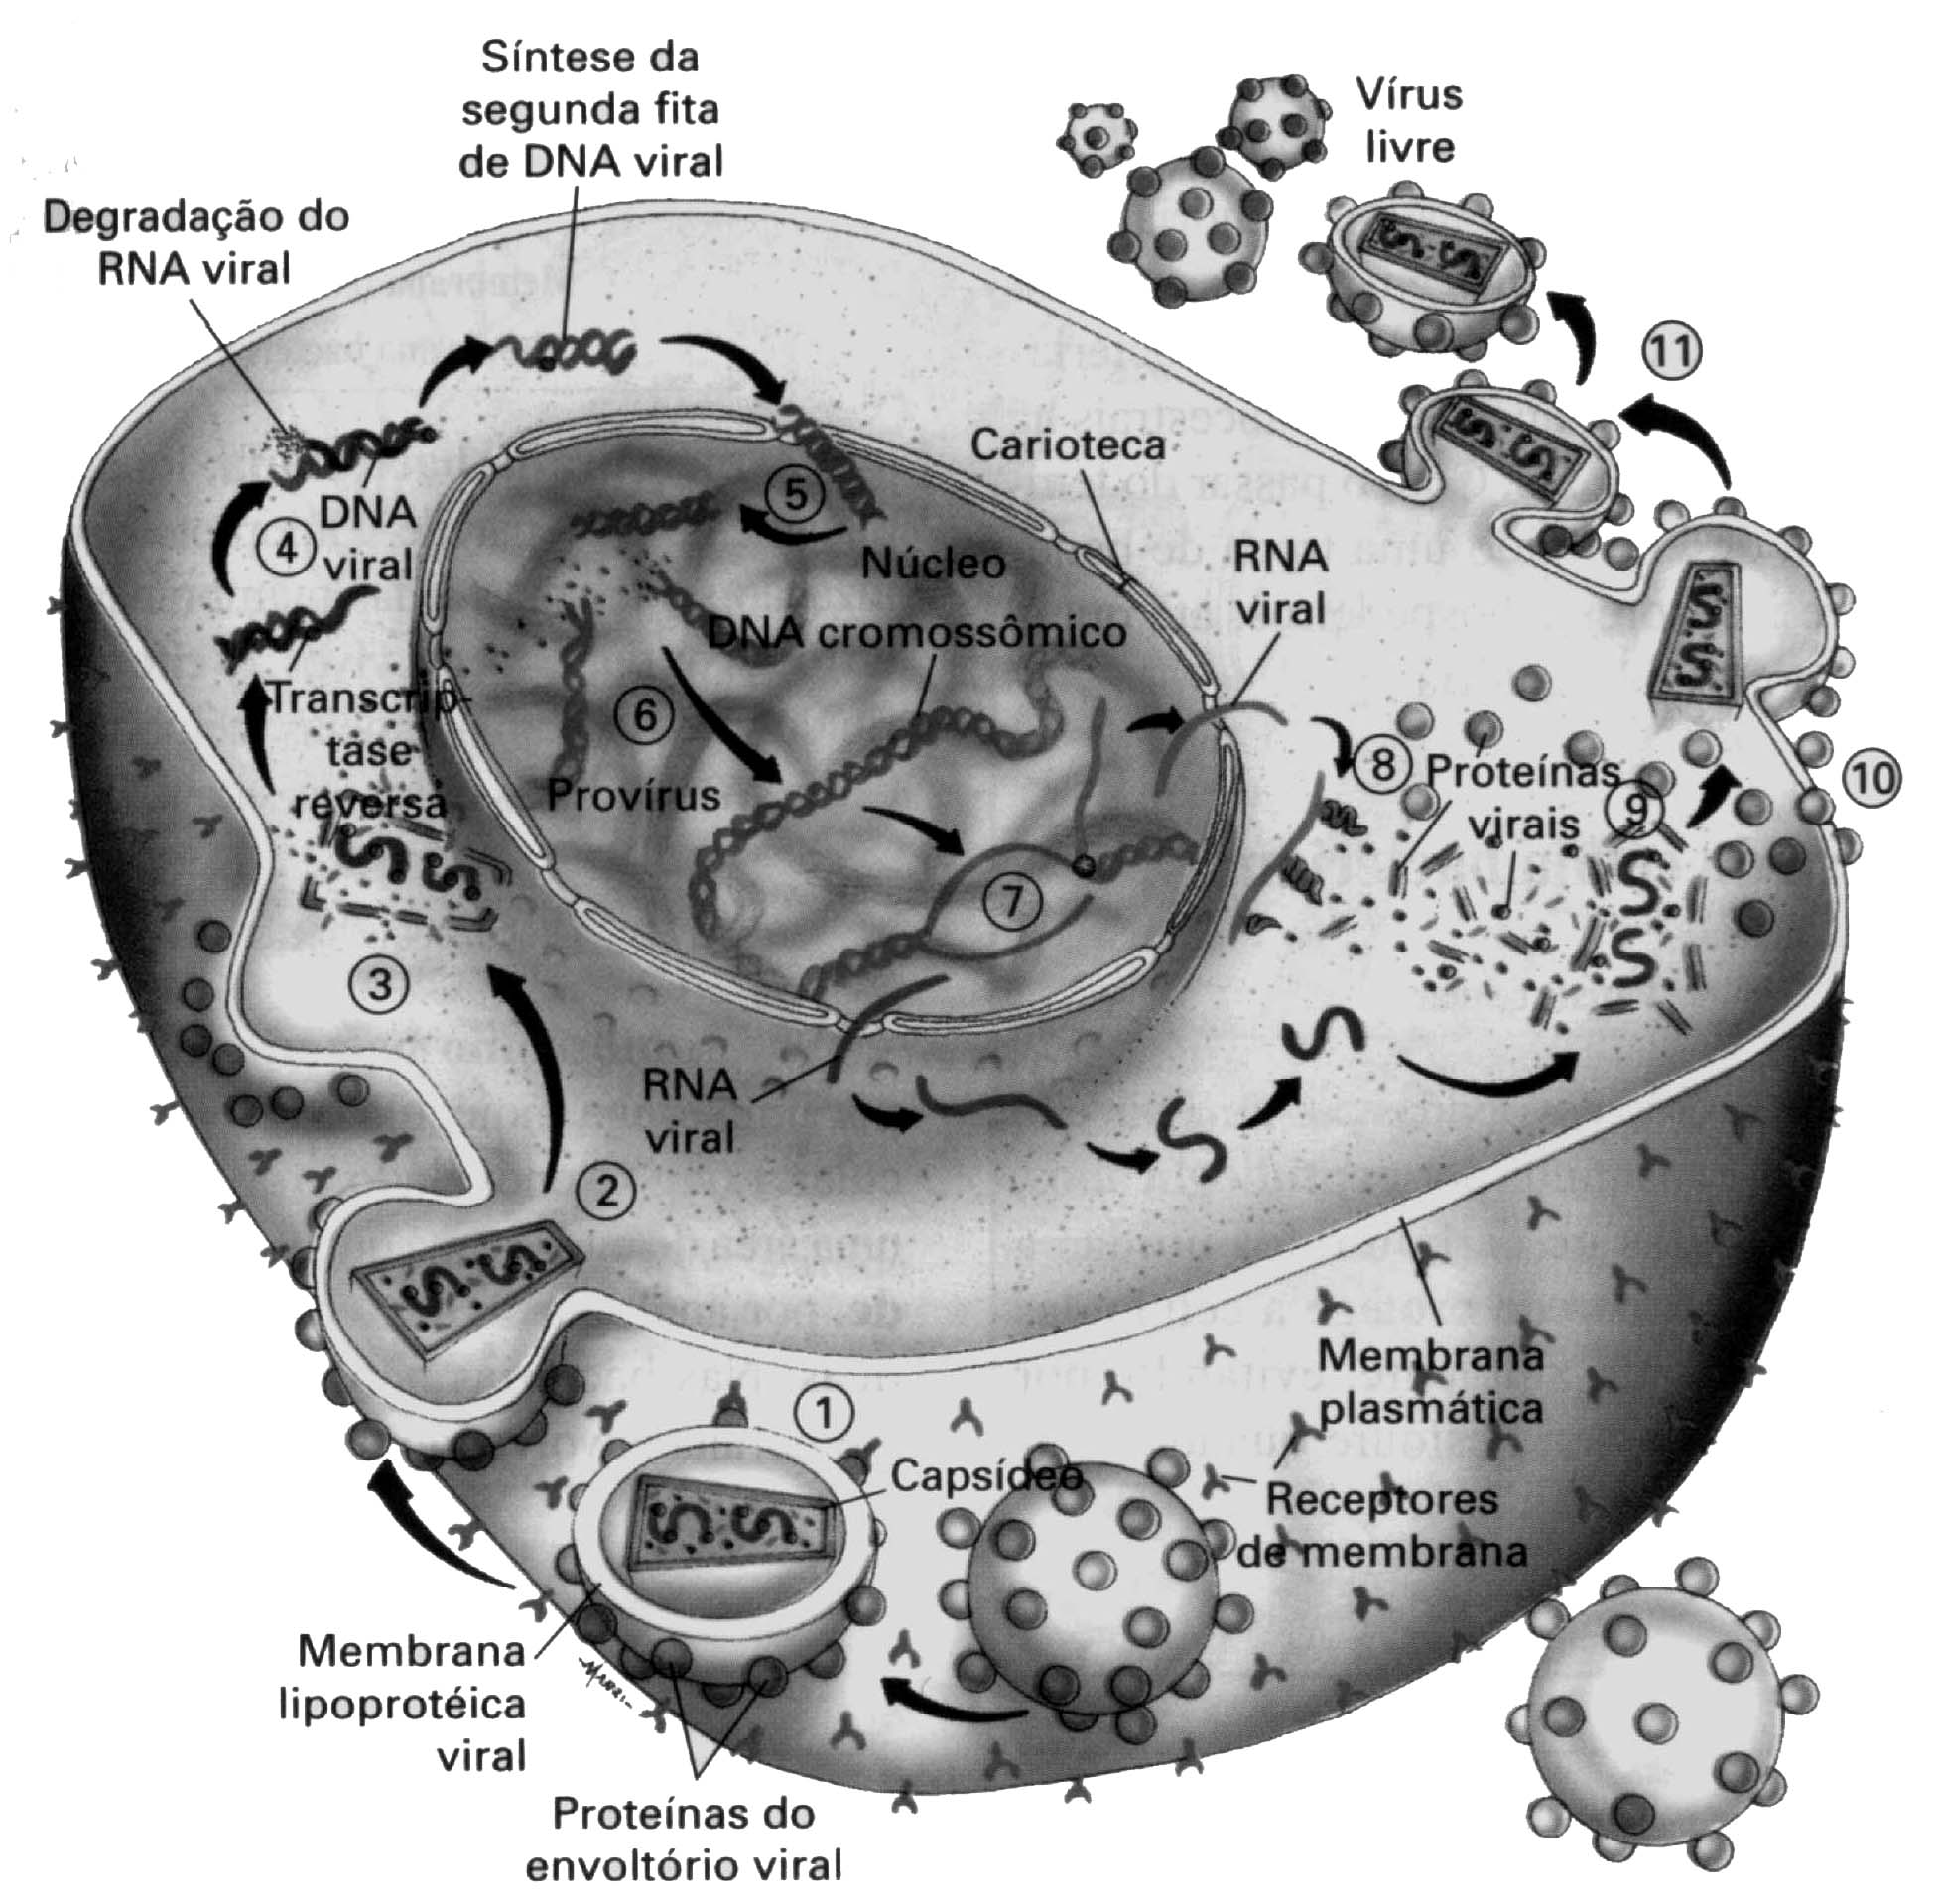 Síntese da
segunda fita
de DNA viral
Vírus
livre
Degradação do
RNA viral
11
Carioteca
5
DNA
viral
4
Núcleo
RNA
viral
DNA cromossômico
Transcrip-
tase
reversa
6
Provírus
8
Proteínas
virais
9
10
7
3
RNA
viral
2
Membrana
plasmática
1
Capsídeo
Receptores
de membrana
Membrana
lipoprotéica
viral
Proteínas do
envoltório viral